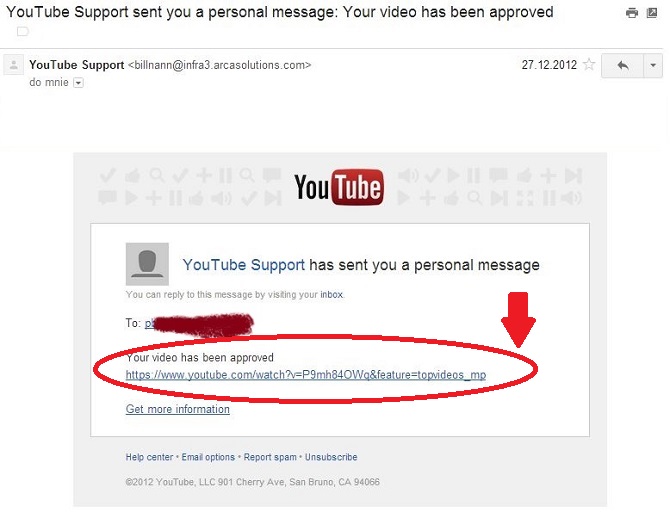 YouTube Support sent you a personal message: Your video has been approved
YouTube Support <billnann@infra3.arcasolutions.com>
27.12.2012
do mnie
YouTube
YouTube Support has sent you a personal message
You can reply to this message by visiting your inbox.
To:
Your video has been approved
https://www.youtube.com/watch?v=P9mh84OWq&feature=topvideos_mp
Get more information
Help center • Email options • Report spam • Unsubscribe
©2012 YouTube, LLC 901 Cherry Ave, San Bruno, CA 94066